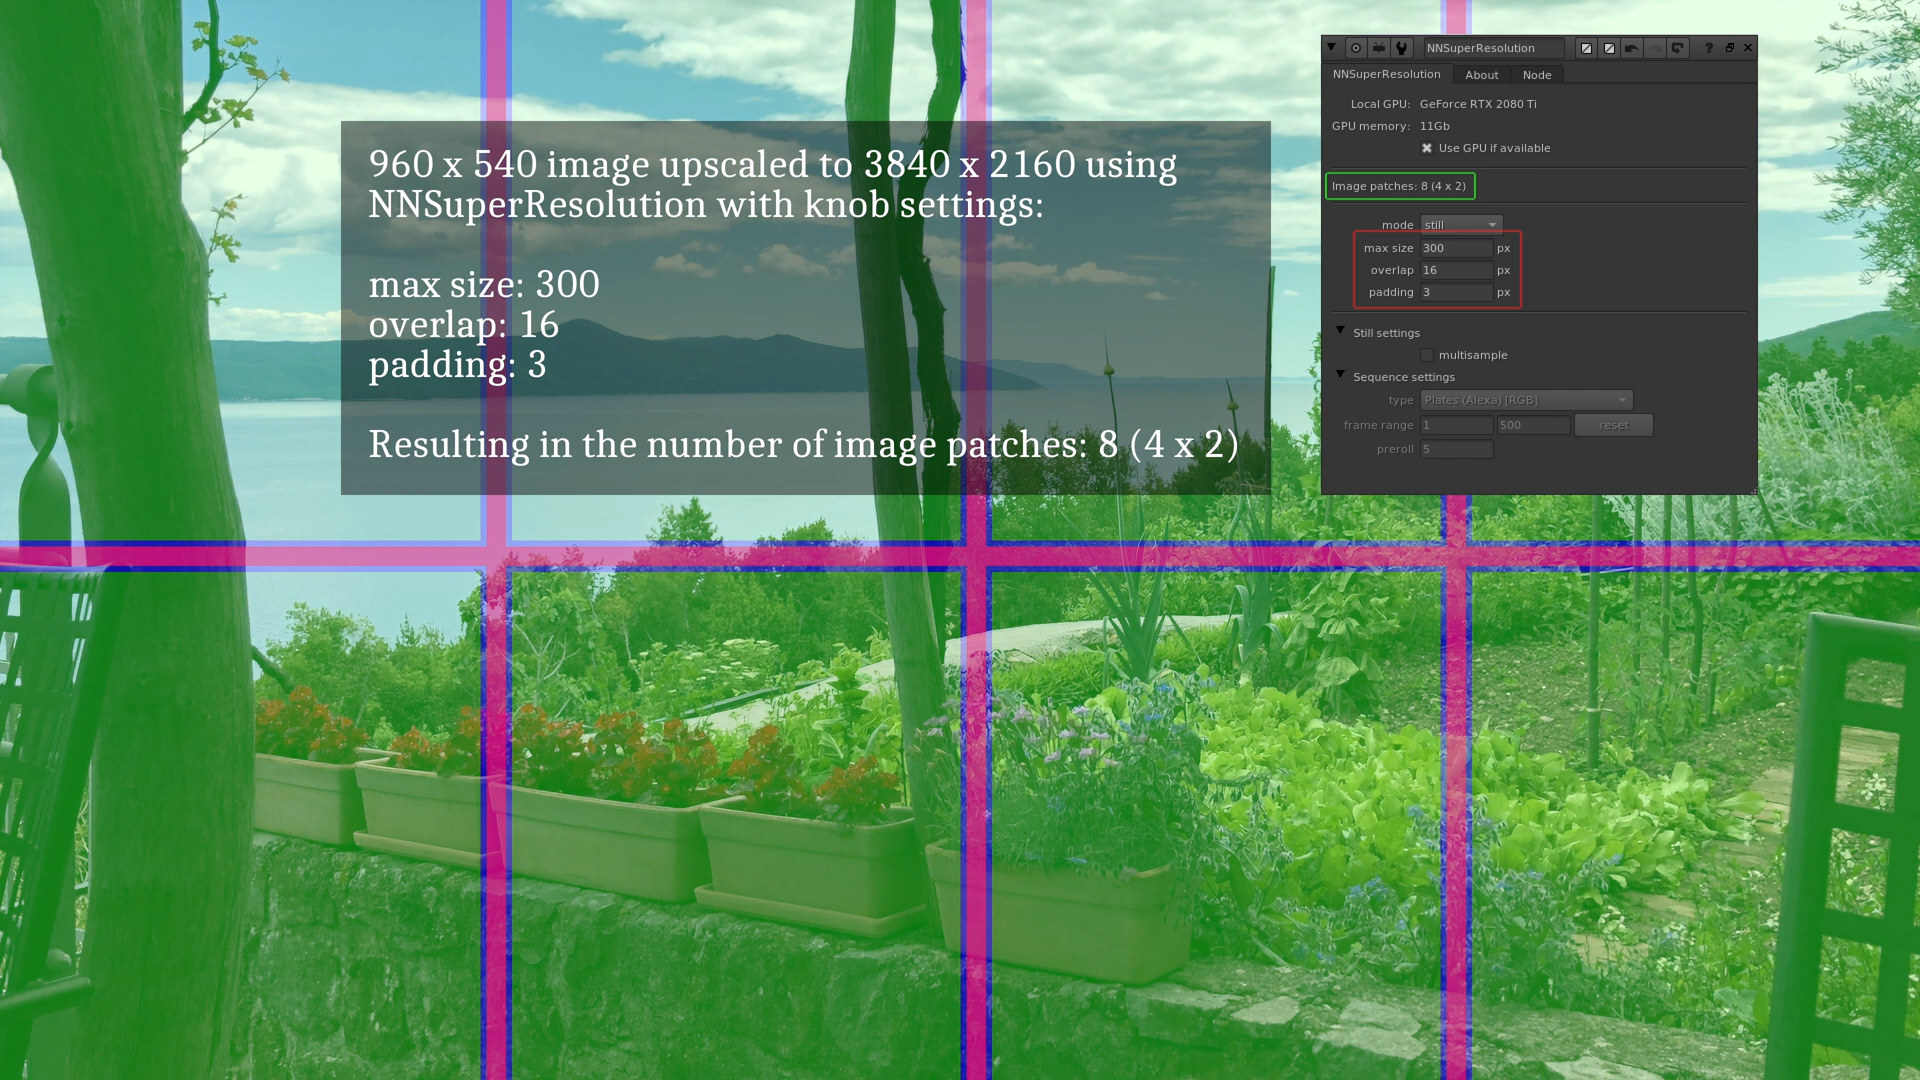 960 x 540 image upscaled to 3840 x 2160 using
NNSuperResolution with knob settings:
max size: 300
overlap: 16
padding: 3
Resulting in the number of image patches: 8 (4 x 2)
NNSuperResolution
?
NNSuperResolution About Node
Local GPU: GeForce RTX 2080 Ti
GPU memory: 11Gb
Use GPU if available
Image patches: 8 (4 x 2)
mode still
max size 300 px
overlap 16 px
padding 3 px
Still settings
multisample
Sequence settings
type Plates (Alexa) [RGB]
frame range 1 500 reset
preroll 5